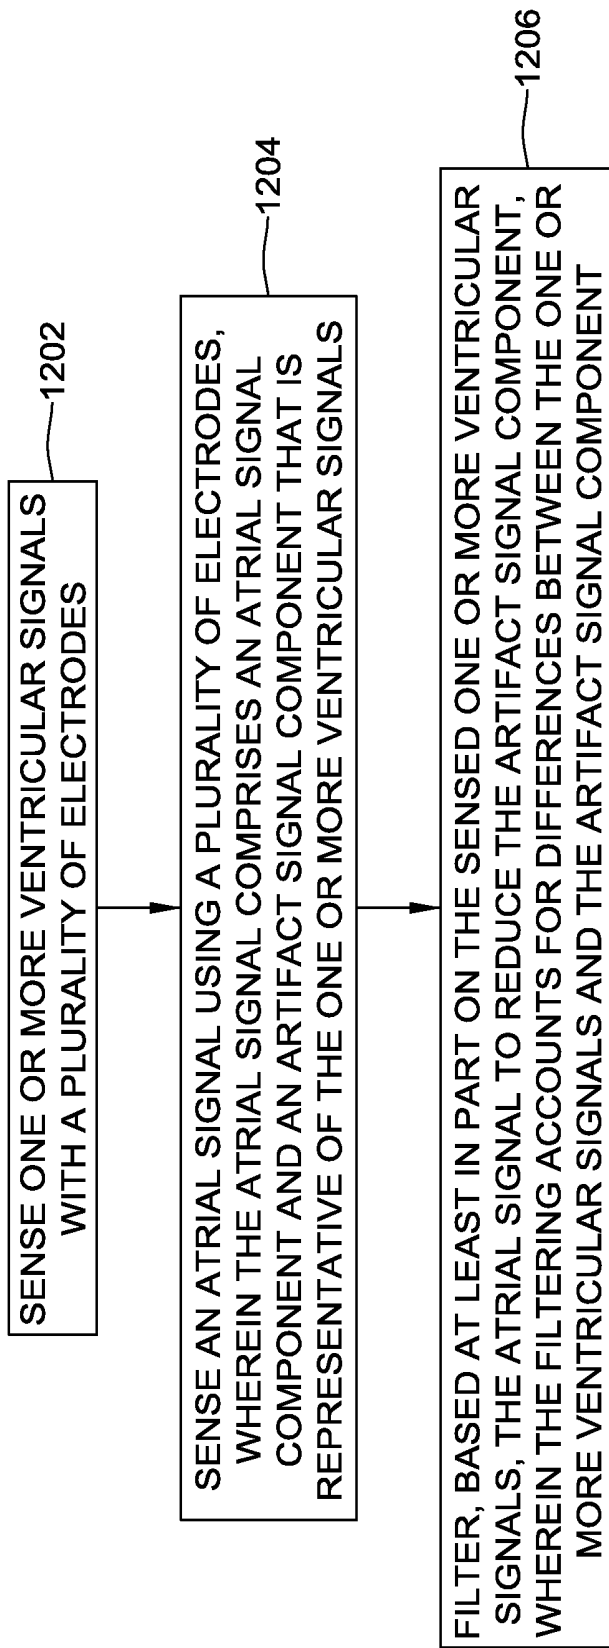 SENSE ONE OR MORE VENTRICULAR SIGNALS
WITH A PLURALITY OF ELECTRODES
1202
SENSE AN ATRIAL SIGNAL USING A PLURALITY OF ELECTRODES,
WHEREIN THE ATRIAL SIGNAL COMPRISES AN ATRIAL SIGNAL
COMPONENT AND AN ARTIFACT SIGNAL COMPONENT THAT IS
REPRESENTATIVE OF THE ONE OR MORE VENTRICULAR SIGNALS
1204
FILTER, BASED AT LEAST IN PART ON THE SENSED ONE OR MORE VENTRICULAR
SIGNALS, THE ATRIAL SIGNAL TO REDUCE THE ARTIFACT SIGNAL COMPONENT,
WHEREIN THE FILTERING ACCOUNTS FOR DIFFERENCES BETWEEN THE ONE OR
MORE VENTRICULAR SIGNALS AND THE ARTIFACT SIGNAL COMPONENT
1206